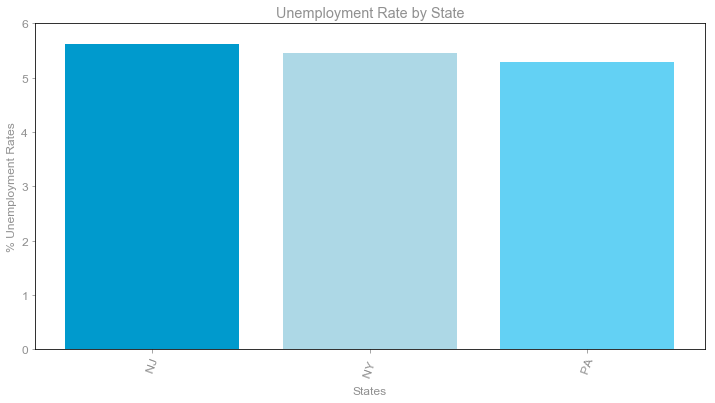 Unemployment Rate by State
% Unemployment Rates
6
5
4
3
2
1
0
NJ
NY
PA
States